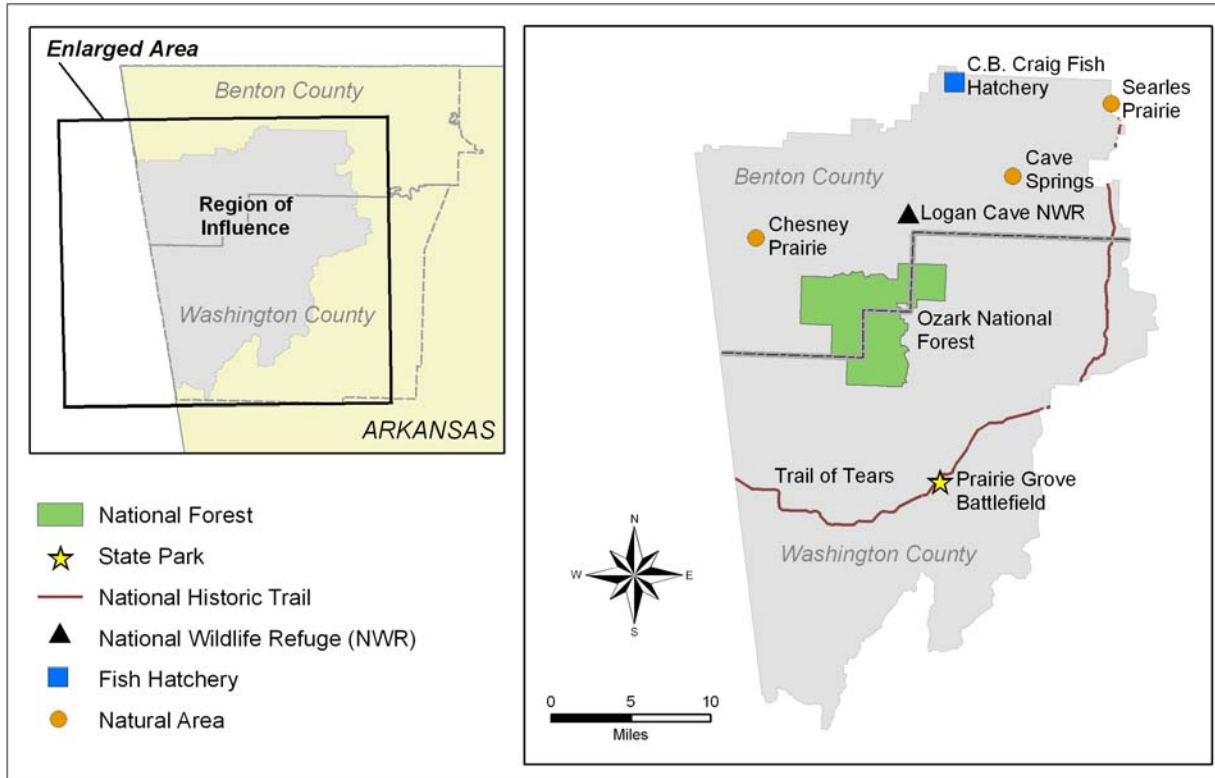 Enlarged Area
Benton County
Region of
Influence
Washington County
ARKANSAS
National Forest
State Park
National Historic Trail
National Wildlife Refuge (NWR)
Fish Hatchery
Natural Area
C.B. Craig Fish
Hatchery
Searles
Prairie
Cave
Springs
Benton County
Logan Cave NWR
Chesney
Prairie
Ozark National
Forest
Trail of Tears
Prairie Grove
Battlefield
Washington County
N
W
E
S
0 5 10
Miles